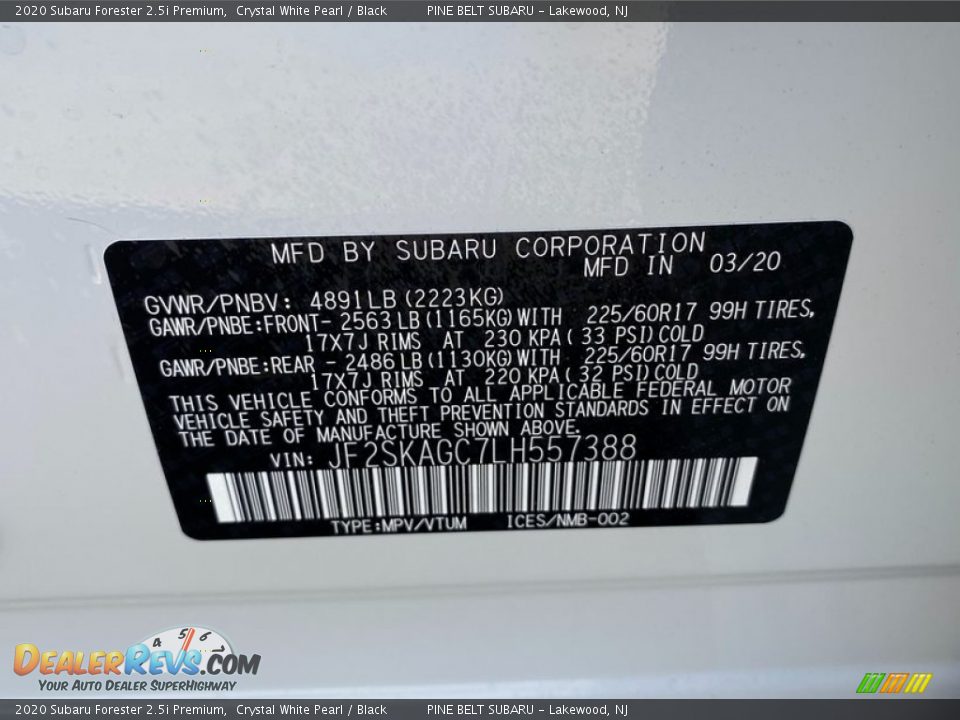 2020 Subaru Forester 2.5i Premium, Crystal White Pearl / Black PINE BELT SUBARU - Lakewood, NJ
MFD BY SUBARU CORPORATION
MFD IN 03/20
GVWR/PNBV: 4891LB (2223KG)
GAWR/PNBE:FRONT- 2563 LB (1165KG) WITH 225/60R17 99H TIRES,
17X7J RIMS AT 230 KPA ( 33 PSI) COLD
GAWR/PNBE:REAR - 2486 LB (1130KG) WITH 225/60R17 99H TIRES,
17X7J RIMS AT 220 KPA ( 32 PSI) COLD
THIS VEHICLE CONFORMS TO ALL APPLICABLE FEDERAL MOTOR
VEHICLE SAFETY AND THEFT PREVENTION STANDARDS IN EFFECT ON
THE DATE OF MANUFACTURE SHOWN ABOVE.
VIN: JF2SKAGC7LH557388
TYPE:MPV/VTUM ICES/NMB-002
4 5 6 7
DEALERREVS.COM
YOUR AUTO DEALER SUPERHIGHWAY
2020 Subaru Forester 2.5i Premium, Crystal White Pearl / Black PINE BELT SUBARU - Lakewood, NJ